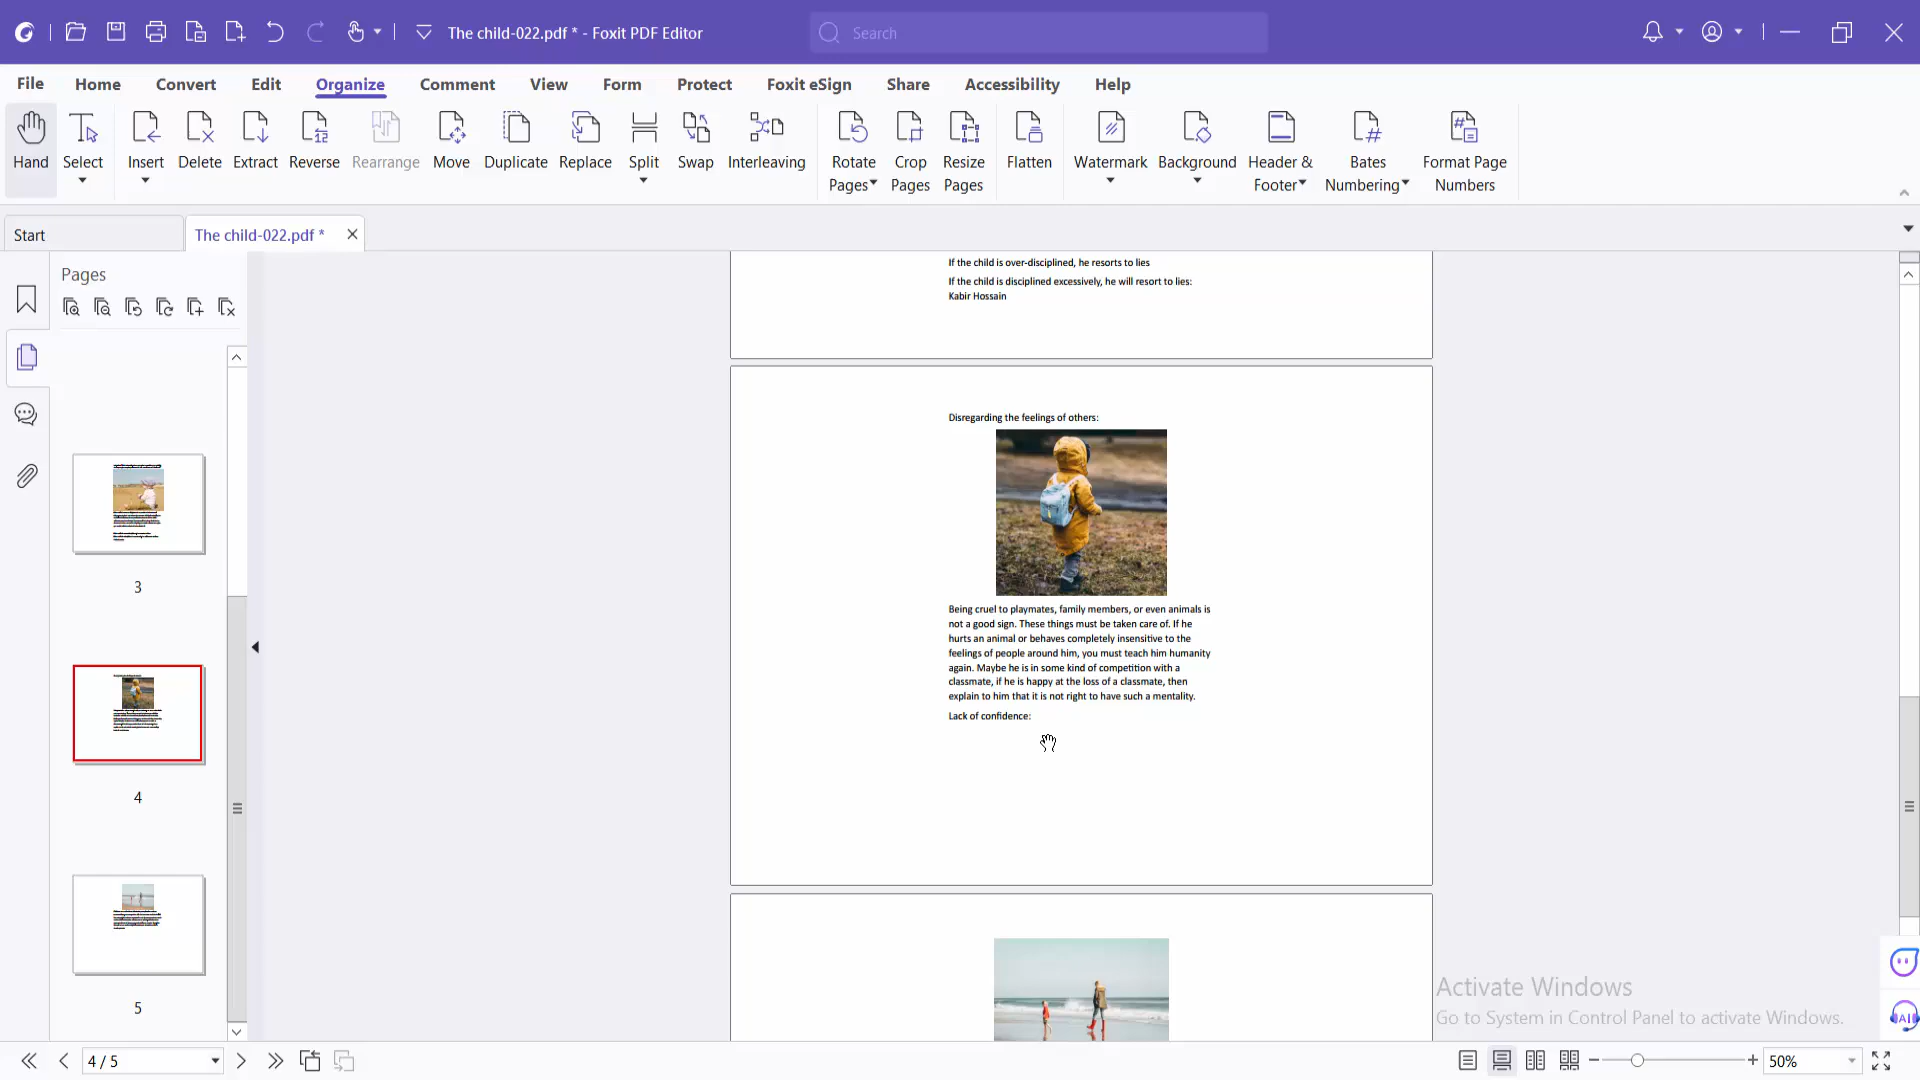 The child-022.pdf * - Foxit PDF Editor
Search
File Home Convert Edit Organize Comment View Form Protect Foxit eSign Share Accessibility Help
Hand Select Insert Delete Extract Reverse Rearrange Move Duplicate Replace Split Swap Interleaving Rotate Pages Crop Pages Resize Pages Flatten Watermark Background Header & Footer Bates Numbering Format Page Numbers
Start
The child-022.pdf *
Pages
3
4
5
If the child is over-disciplined, he resorts to lies
If the child is disciplined excessively, he will resort to lies:
Kabir Hossain
Disregarding the feelings of others:
Being cruel to playmates, family members, or even animals is
not a good sign. These things must be taken care of. If he
hurts an animal or behaves completely insensitive to the
feelings of people around him, you must teach him humanity
again. Maybe he is in some kind of competition with a
classmate, if he is happy at the loss of a classmate, then
explain to him that it is not right to have such a mentality.
Lack of confidence:
Activate Windows
Go to System in Control Panel to activate Windows.
AI
4 / 5
50%